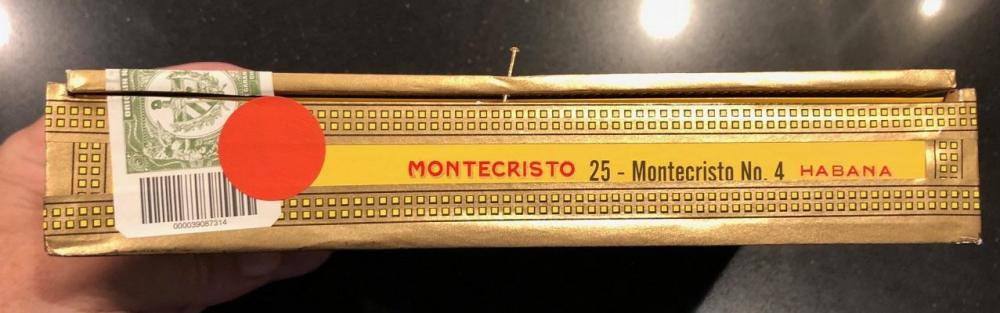 MONTECRISTO 25 - Montecristo No. 4 HABANA
000039087314